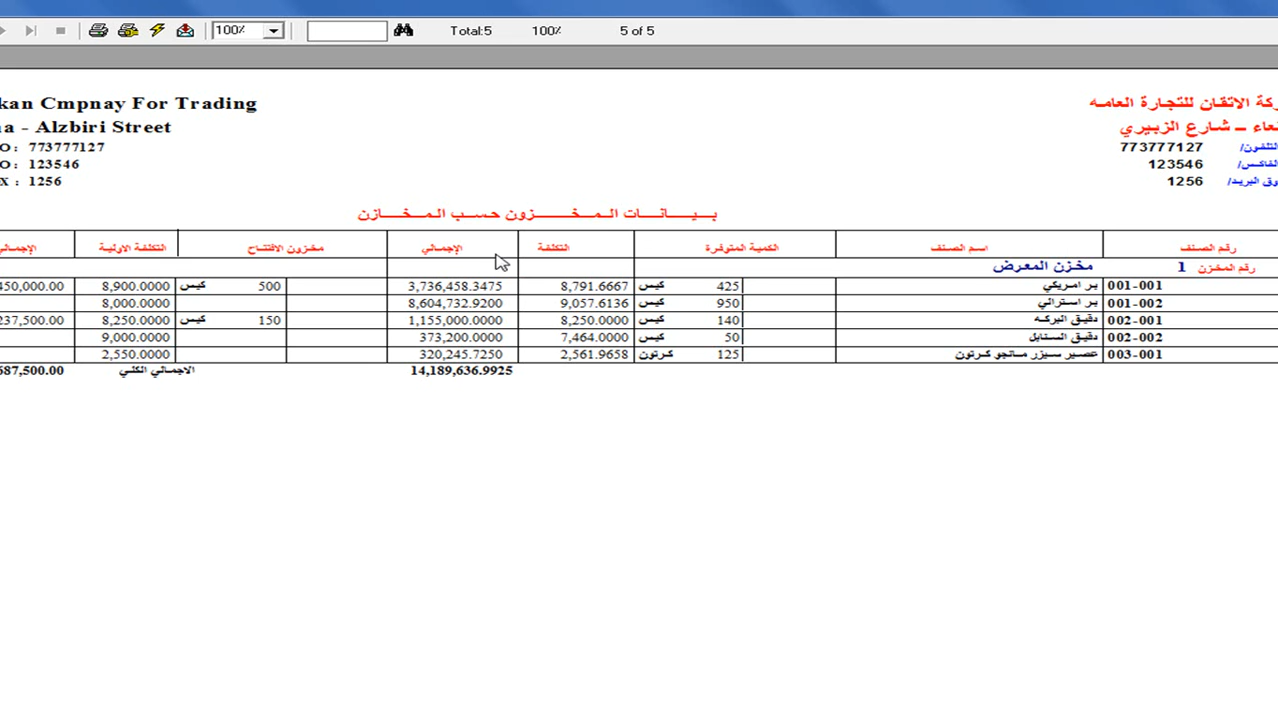 100% Total:5 100% 5 of 5
kan Cmpnay For Trading
كة الاتقان للتجارة العامه
a - Alzbiri Street
عاء – شارع الزبيري
O : 773777127
773777127 التلفون/
O : 123546
123546 لفاكس/
X : 1256
1256 وق البريد/
بيانات المخزون حسب المخازن
رقم الصنف اسم الصنف الكمية المتوفرة التكلفة الإجمالي مخزون الافتتاح التكلفة الاولية الإجمالي
رقم المخزن 1 مخزن المعرض
001-001 بر امريكي 425 كيس 8,791.6667 3,736,458.3475 500 كيس 8,900.0000 450,000.00
001-002 بر استرالي 950 كيس 9,057.6136 8,604,732.9200 8,000.0000
002-001 دقيق البركه 140 كيس 8,250.0000 1,155,000.0000 150 كيس 8,250.0000 237,500.00
002-002 دقيق السنابل 50 كيس 7,464.0000 373,200.0000 9,000.0000
003-001 عصير سيزر مانجو كرتون 125 كرتون 2,561.9658 320,245.7250 2,550.0000
14,189,636.9925 الاجمالي الكلي 687,500.00